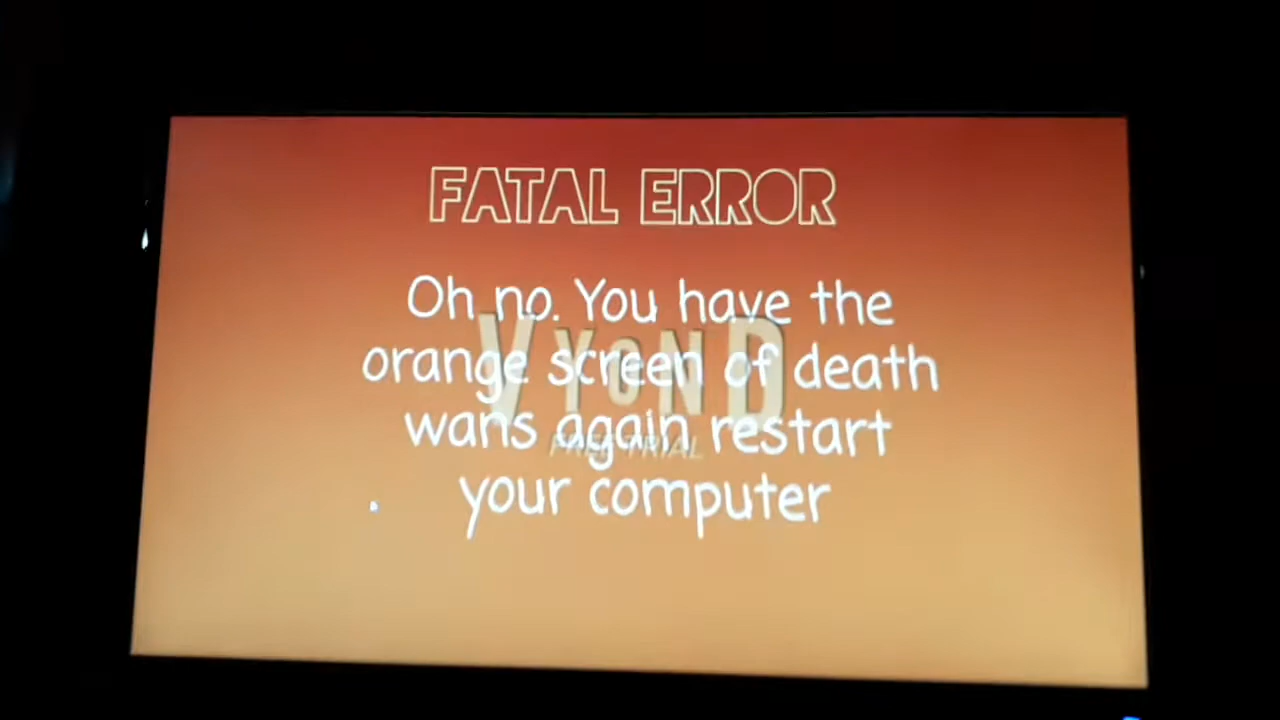 FATAL ERROR
Oh no. You have the
orange screen of death
wans again restart
your computer
VYOND
FREE TRIAL